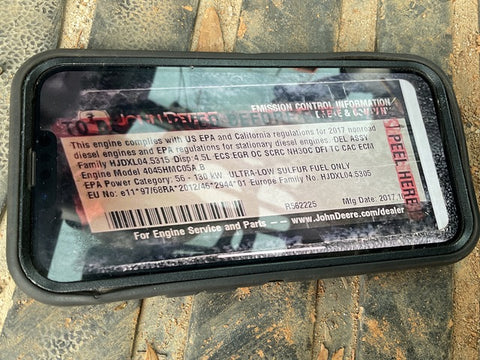 EMISSION CONTROL INFORMATION
This engine complies with US EPA and California regulations for 2017 nonroad
diesel engines and EPA regulations for stationary diesel engines: DEL ASSY
Family HJDXL04.5315 Disp:4.5L ECS:EGR OC SCRC NH3OC DFI TC CAC ECM
Engine Model 4045HMC05A,B
EPA Power Category: 56 - 130 kW, ULTRA-LOW SULFUR FUEL ONLY
EU No: e11*97/68RA*2012/46*2944*01 Europe Family No. HJDXL04.5305
R562225 Mfg Date: 2017.10
For Engine Service and Parts -- www.JohnDeere.com/dealer
PEEL HERE